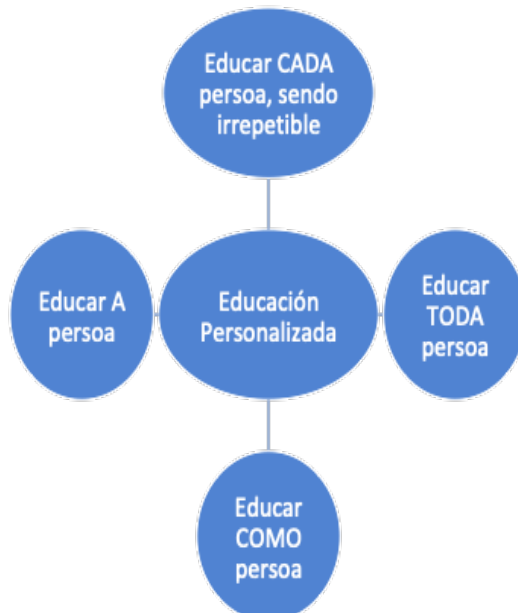 Educar CADA
persoa, sendo
irrepetible
Educar A
persoa
Educación
Personalizada
Educar
TODA
persoa
Educar
COMO
persoa